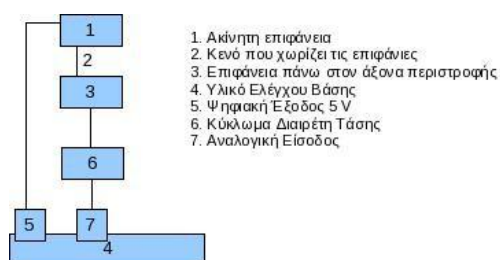 1
2
3
6
5
7
4
1. Ακίνητη επιφάνεια
2. Κενό που χωρίζει τις επιφάνιες
3. Επιφάνεια πάνω στον άξονα περιστροφής
4. Υλικό Ελέγχου Βάσης
5. Ψηφιακή Έξοδος 5 V
6. Κύκλωμα Διαιρέτη Τάσης
7. Αναλογική Είσοδος